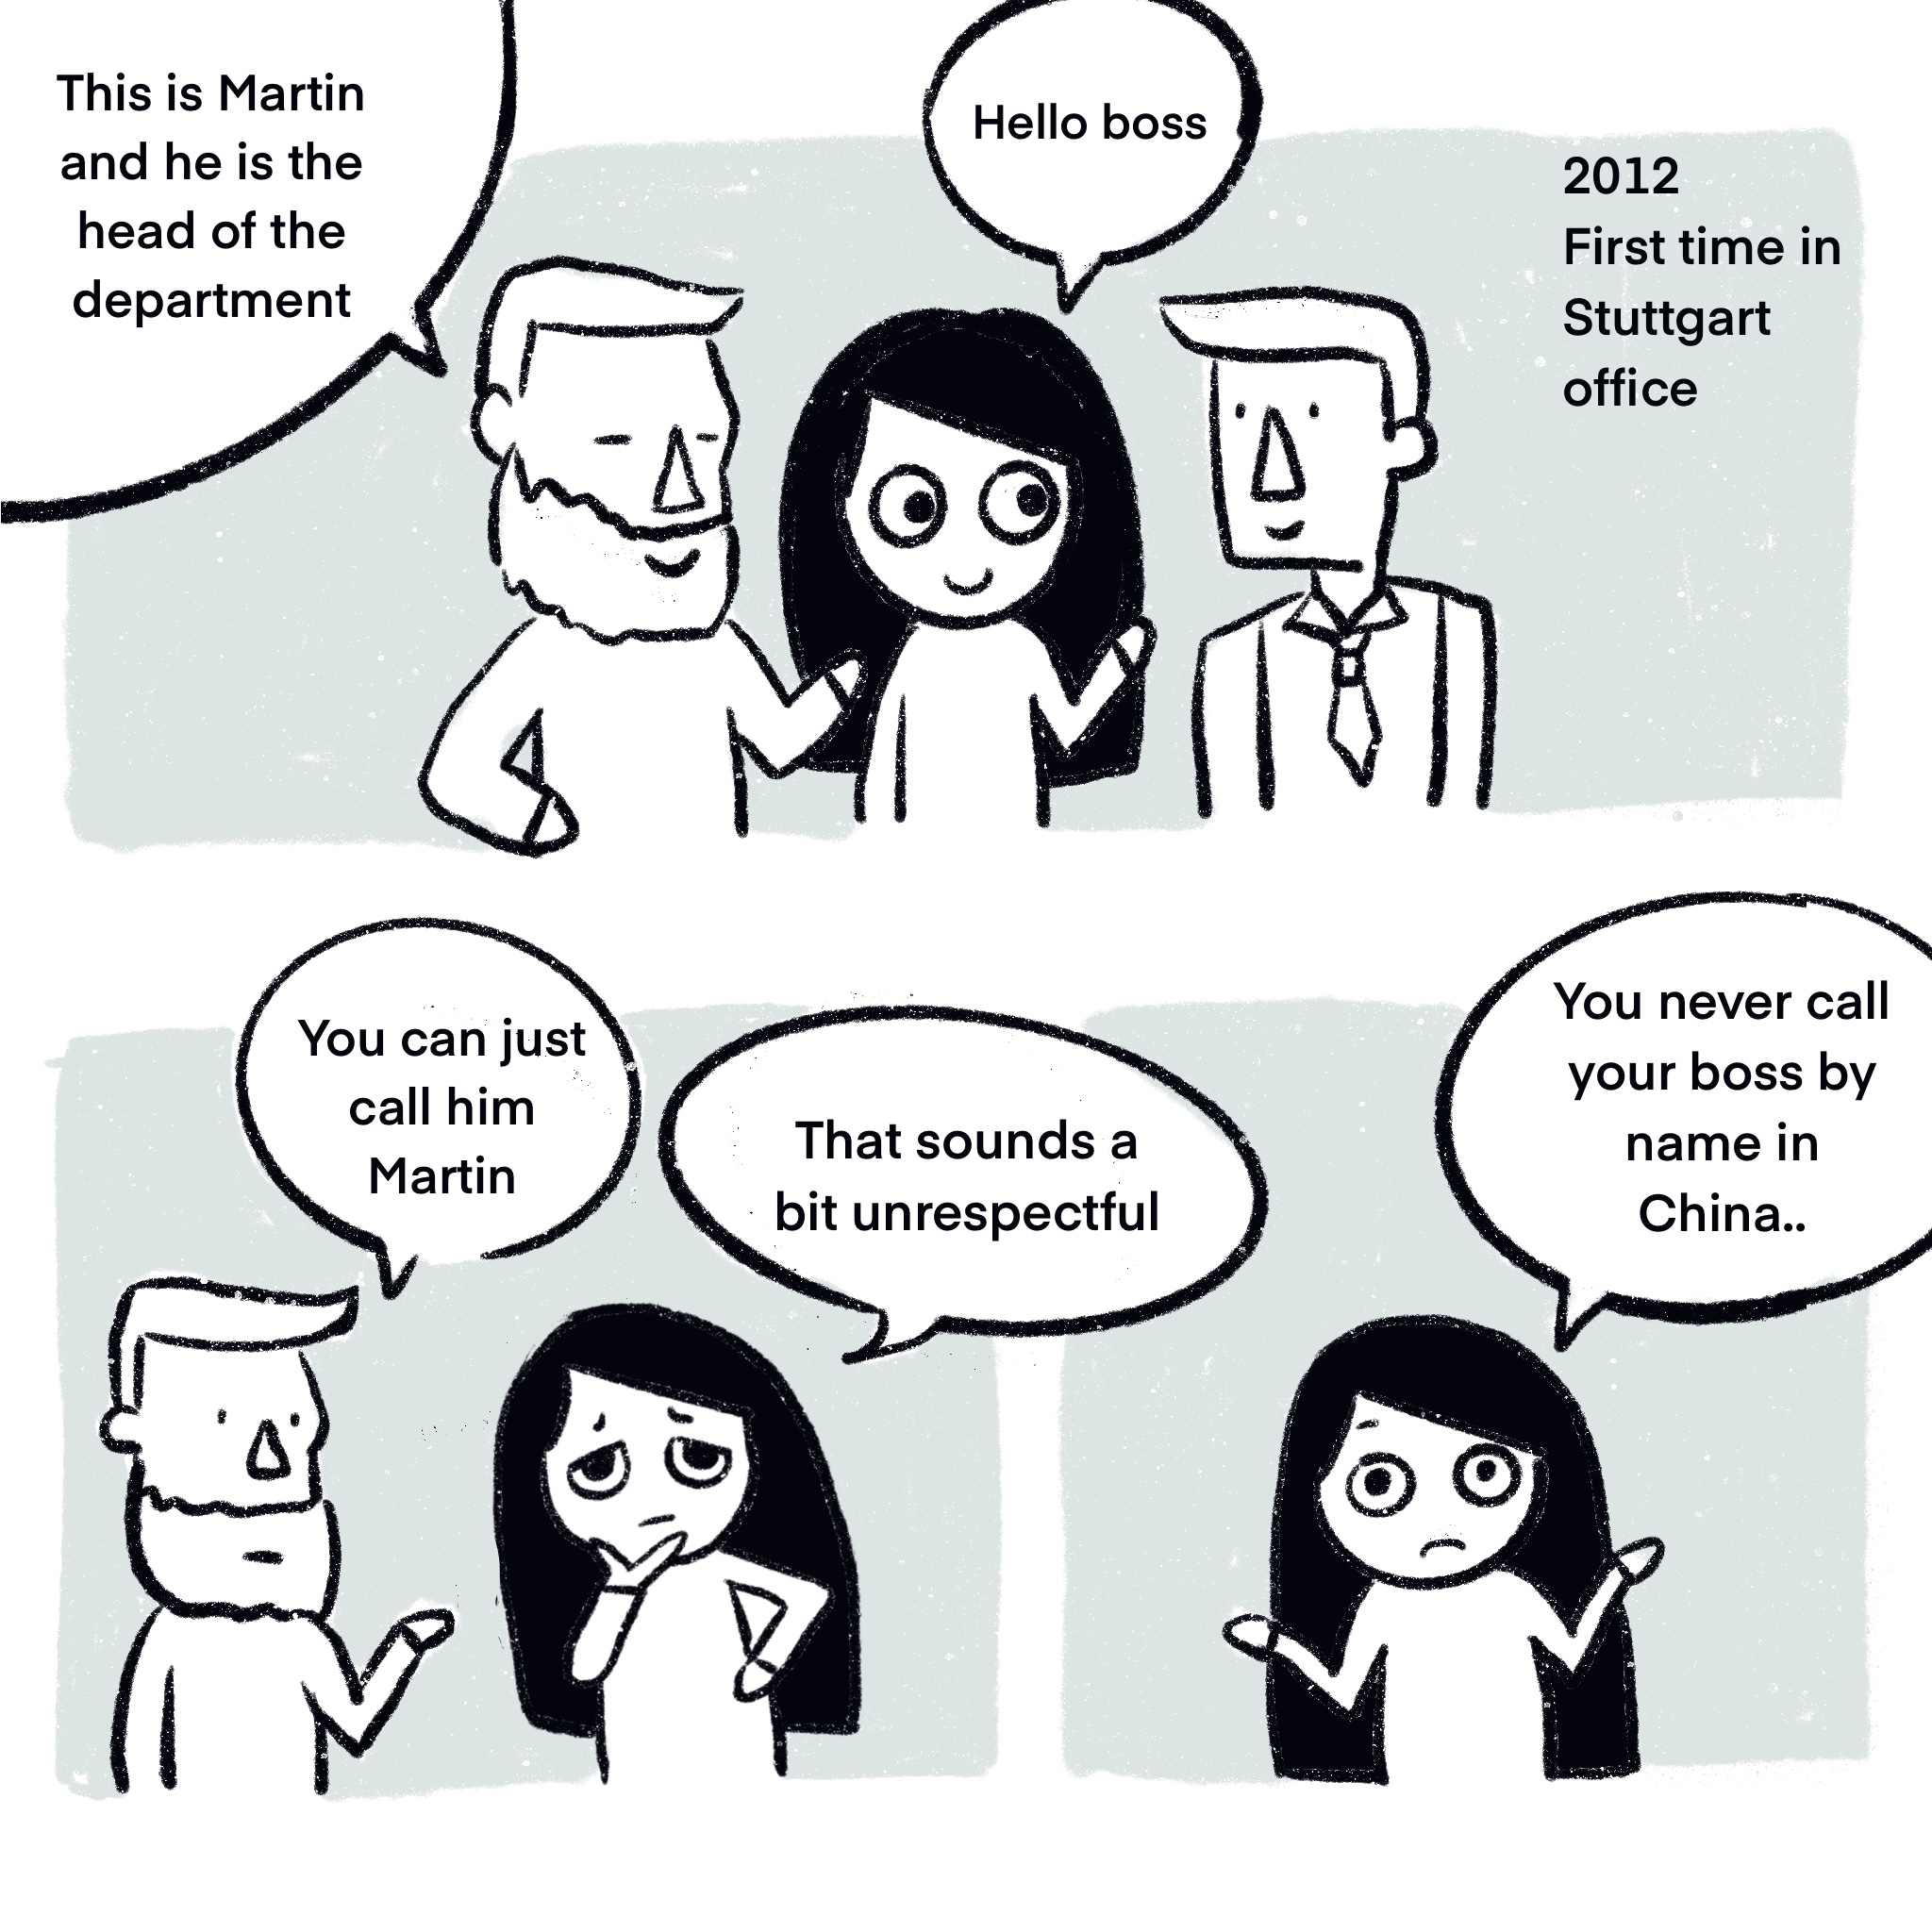 This is Martin
and he is the
head of the
department
Hello boss
2012
First time in
Stuttgart
office
You can just
call him
Martin
That sounds a
bit unrespectful
You never call
your boss by
name in
China..